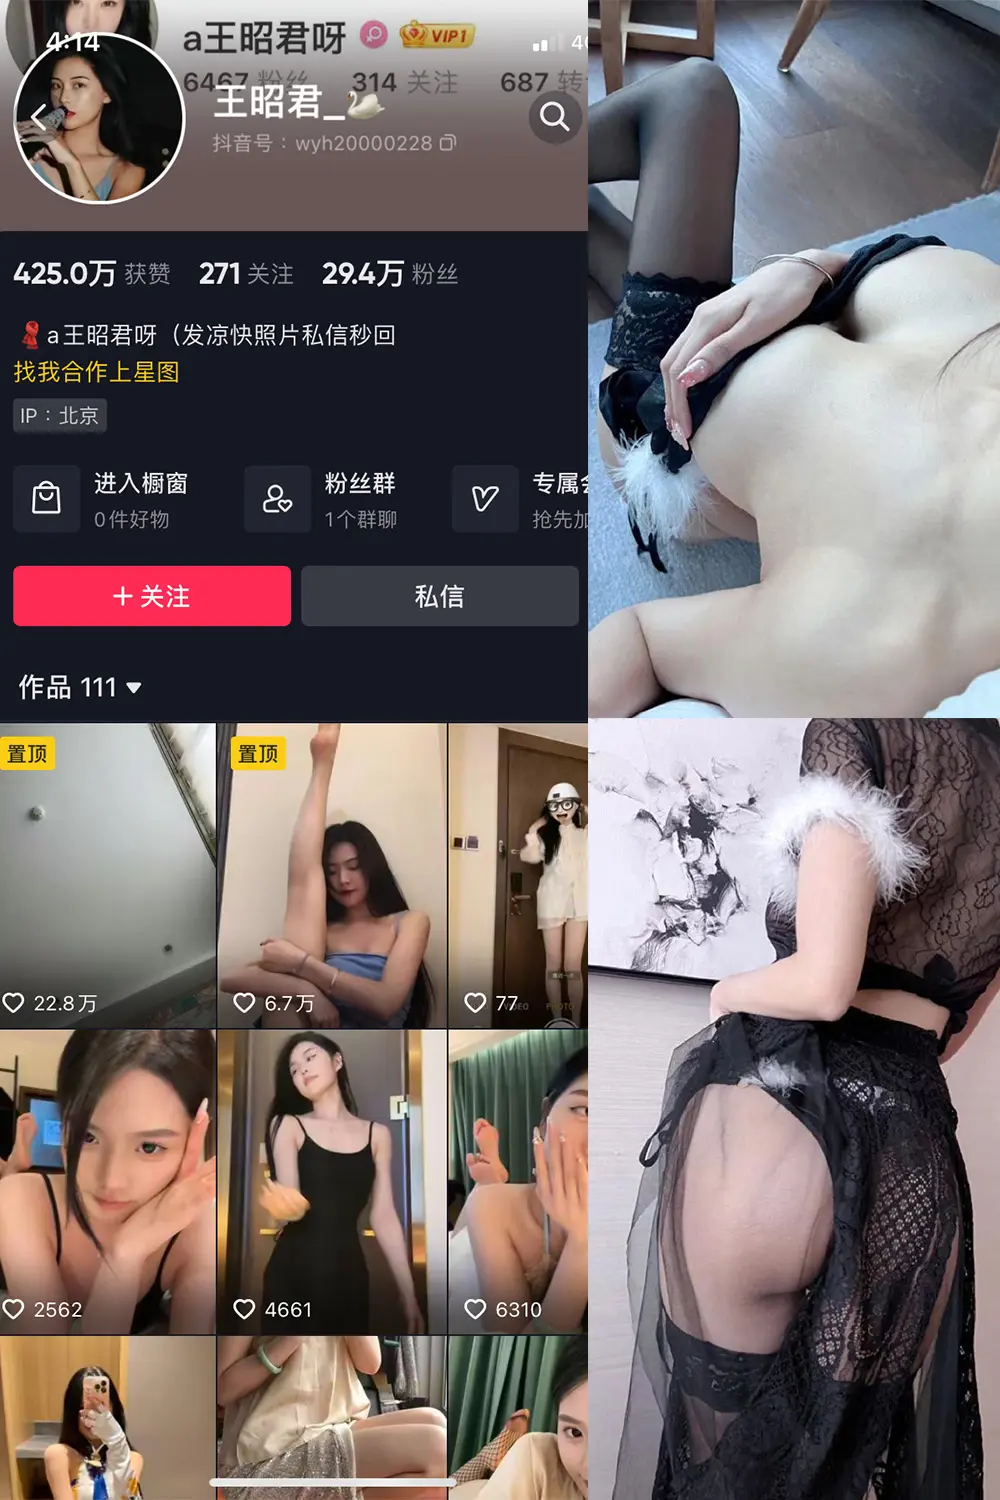 4:14
a王昭君呀
VIP1
6467 粉丝 314 关注 687
王昭君_
抖音号：wyh20000228
425.0万 获赞 271 关注 29.4万 粉丝
a王昭君呀（发凉快照片私信秒回
找我合作上星图
IP：北京
进入橱窗
0件好物
粉丝群
1个群聊
专属
抢先加
+ 关注
私信
作品 111
置顶
置顶
22.8万
6.7万
77
PHOTO
2562
4661
6310